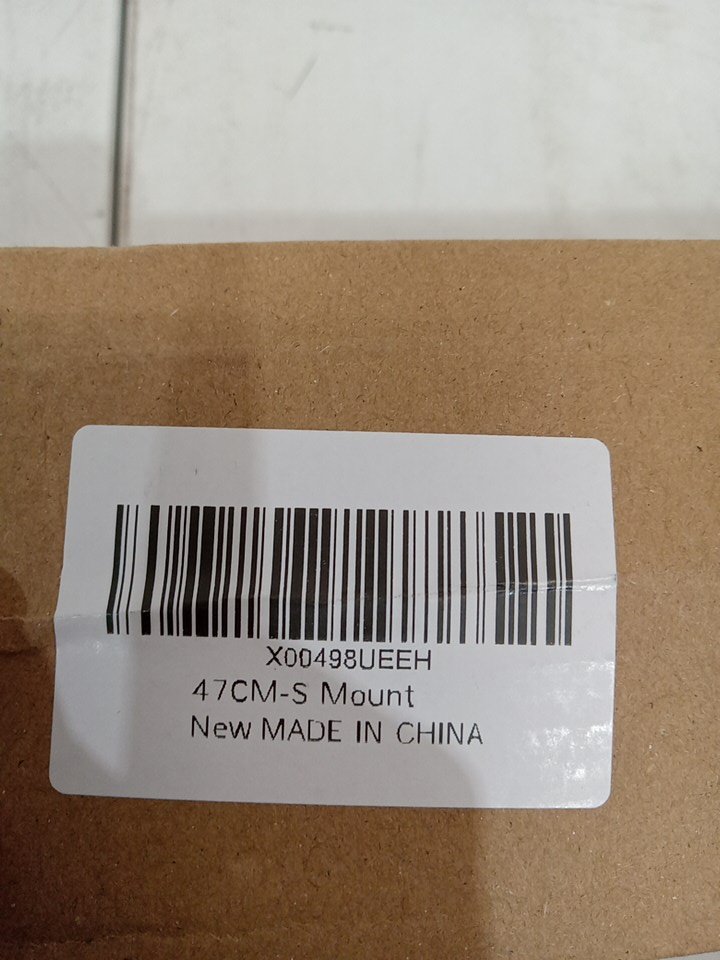 X00498UEEH
47CM-S Mount
New MADE IN CHINA